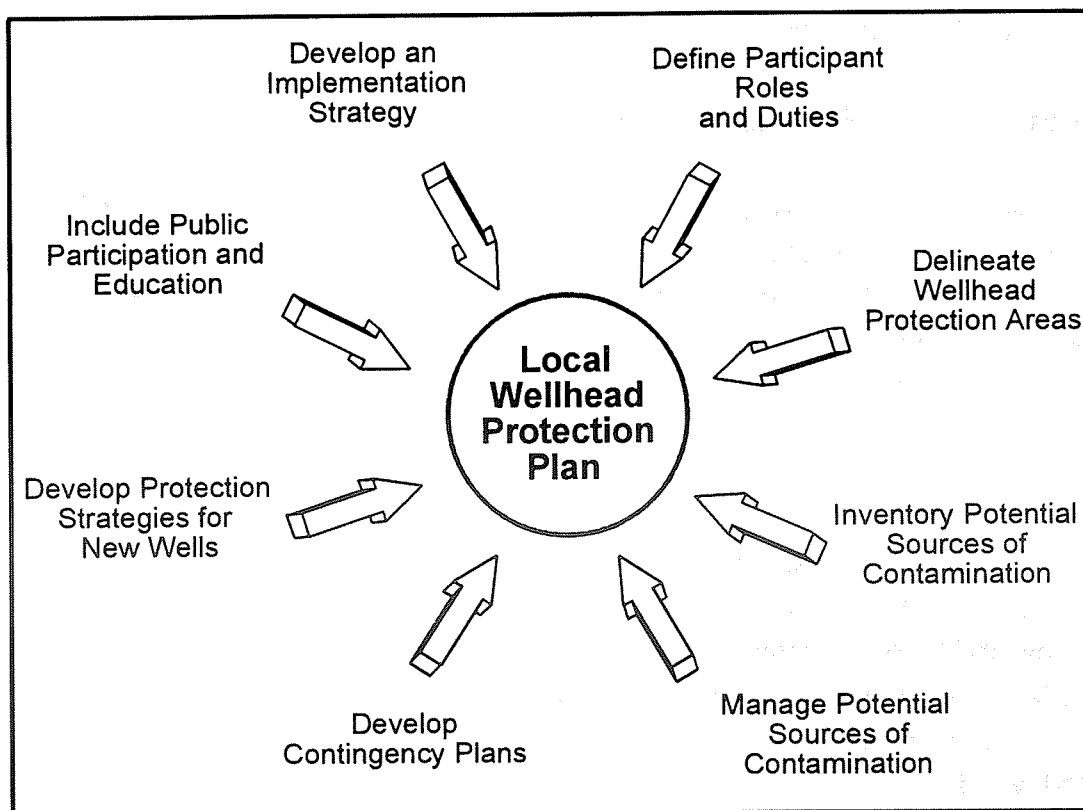 Develop an
Implementation
Strategy
Define Participant
Roles
and Duties
Include Public
Participation and
Education
Delineate
Wellhead
Protection Areas
Local
Wellhead
Protection
Plan
Develop Protection
Strategies for
New Wells
Inventory Potential
Sources of
Contamination
Develop
Contingency Plans
Manage Potential
Sources of
Contamination